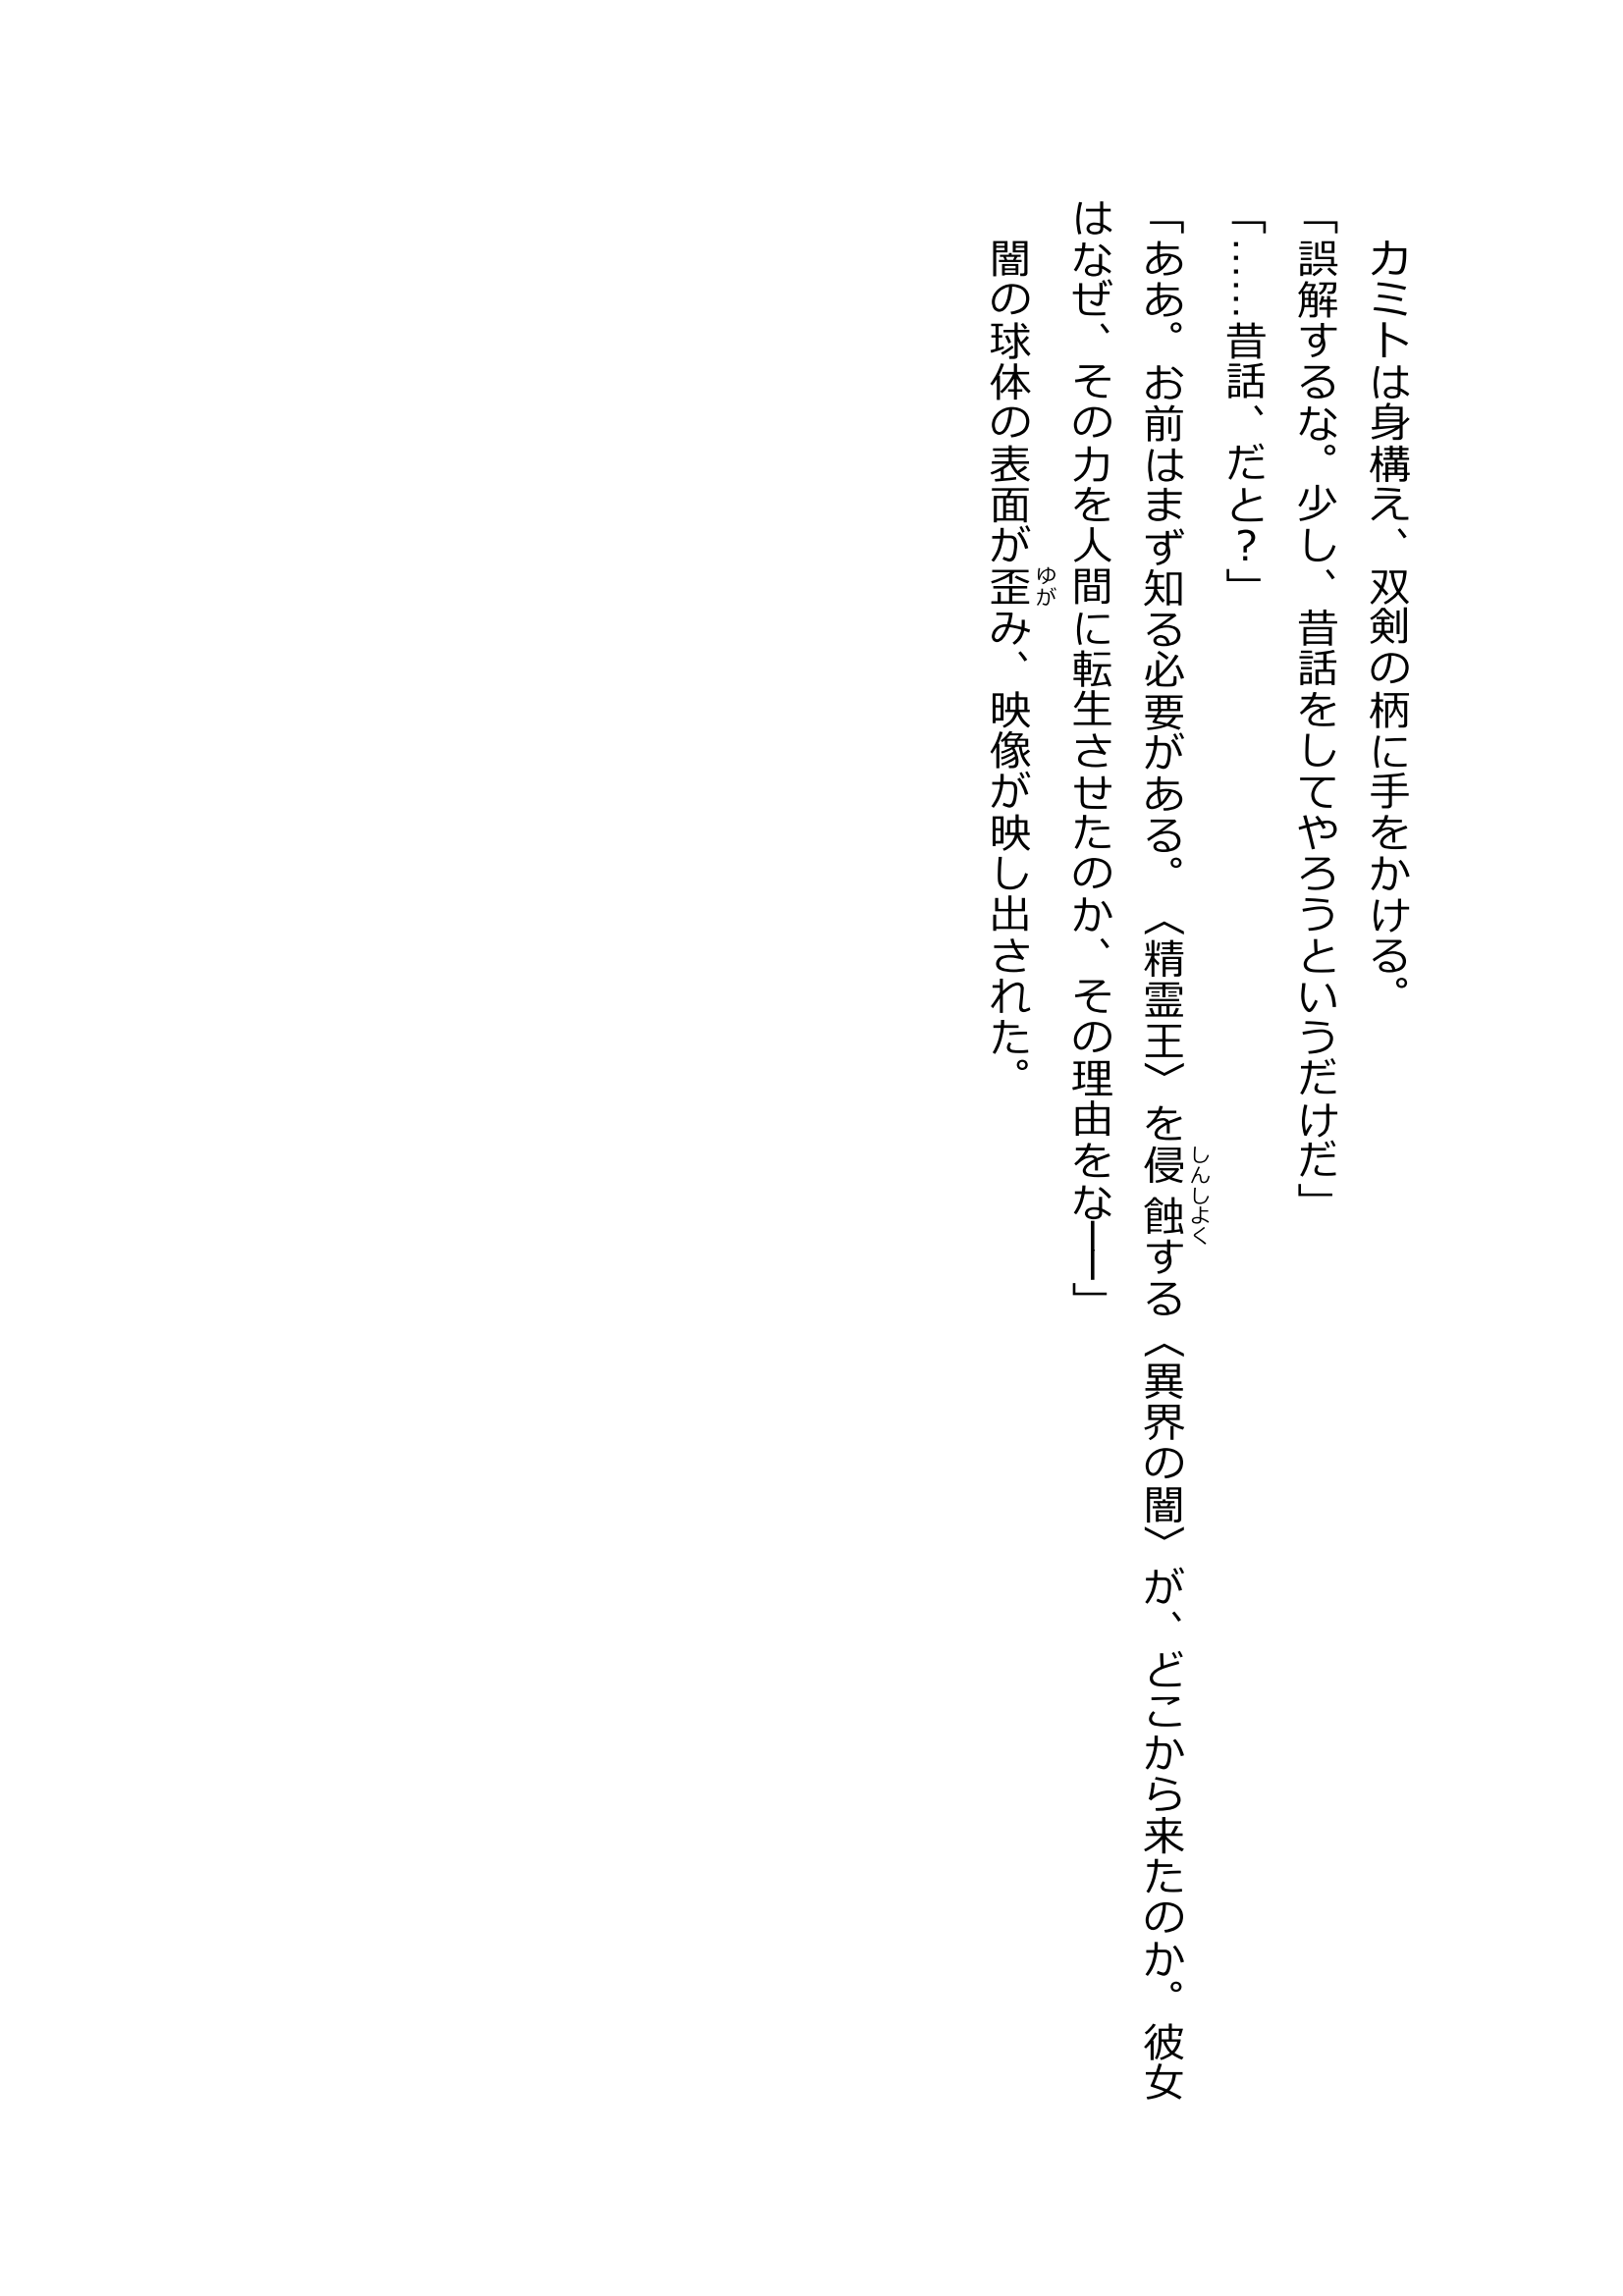 カミトは身構え、双剣の柄に手をかける。
「誤解するな。少し、昔話をしてやろうというだけだ」
「……昔話、だと？」
「ああ。お前はまず知る必要がある。〈精霊王〉を侵蝕する〈異界の闇〉が、どこから来たのか。彼女
はなぜ、その力を人間に転生させたのか、その理由をな――」
　闇の球体の表面が歪み、映像が映し出された。
しんしよく
ゆが